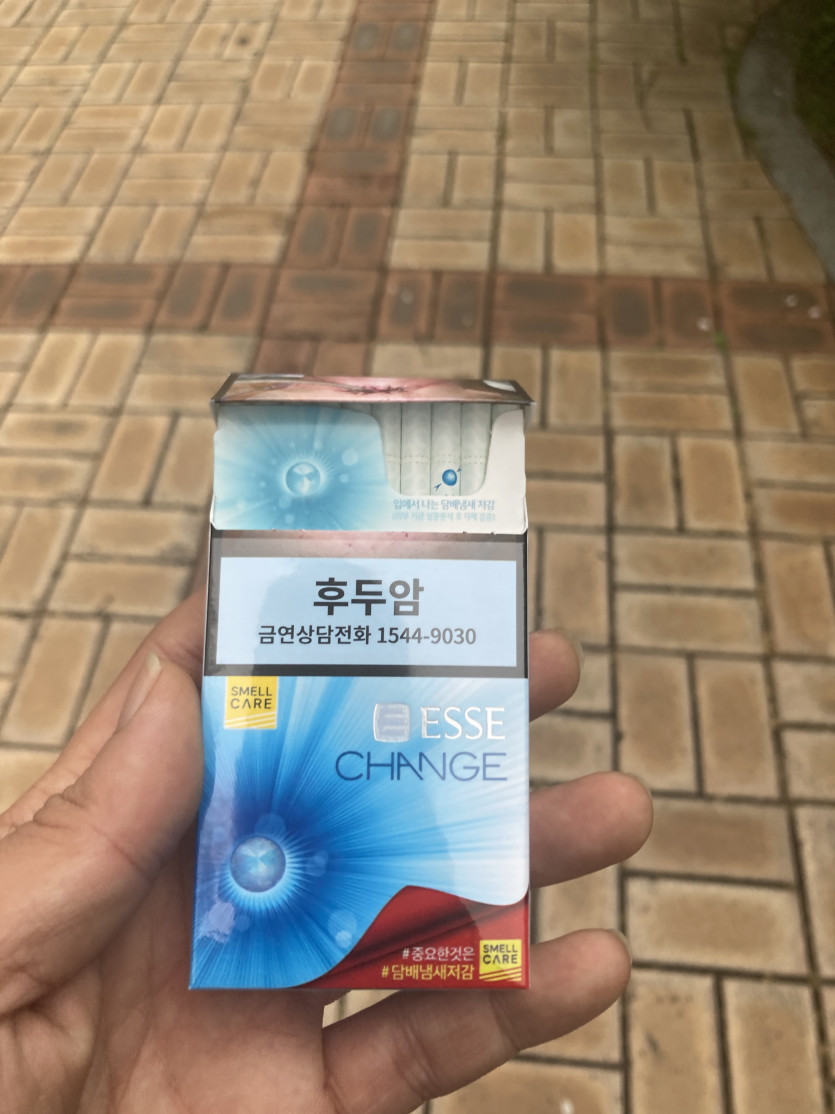 입에서 나는 담배냄새 저감
후두암
금연상담전화 1544-9030
SMELL
CARE
ESSE
CHANGE
#중요한것은
#담배냄새저감
SMELL
CARE